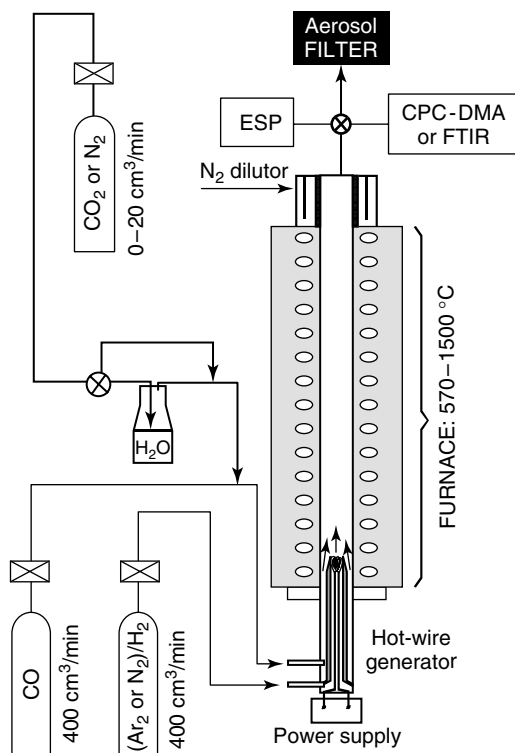 Aerosol
FILTER
ESP
CPC-DMA
or FTIR
N₂ dilutor
CO₂ or N₂
0–20 cm³/min
FURNACE: 570–1500 °C
H₂O
CO
400 cm³/min
(Ar₂ or N₂)/H₂
400 cm³/min
Hot-wire
generator
Power supply